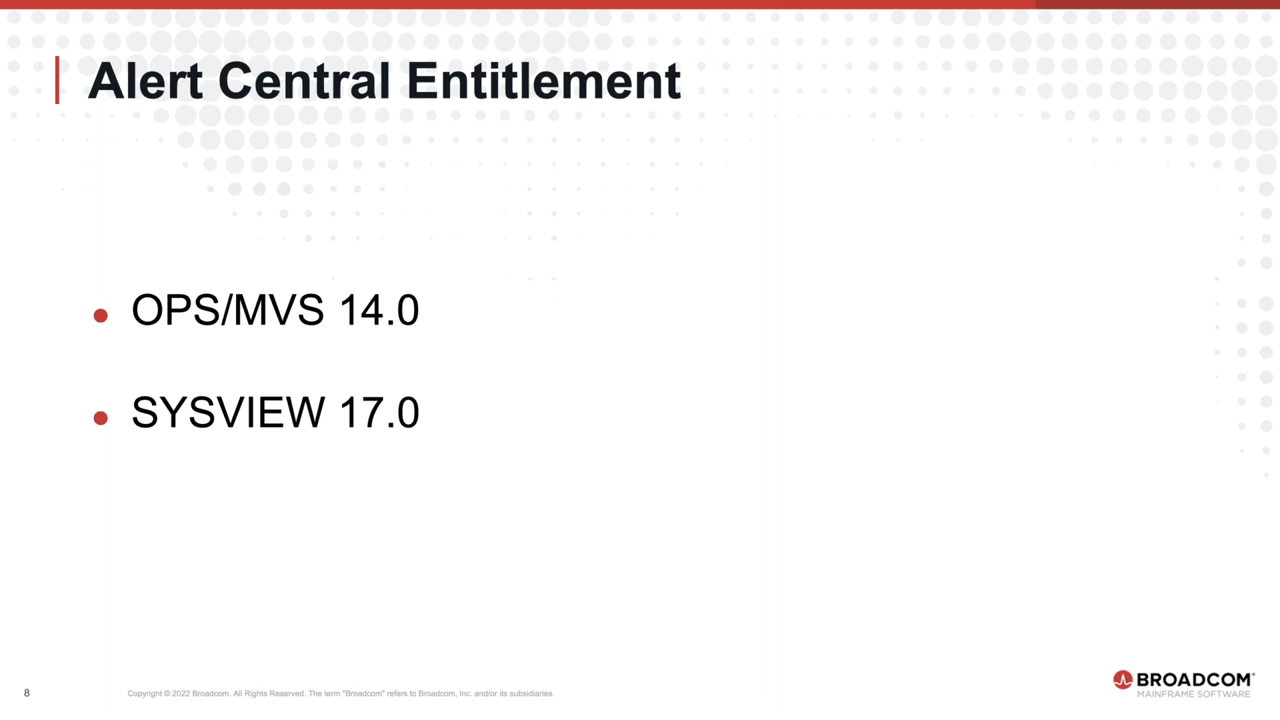 Alert Central Entitlement
• OPS/MVS 14.0
• SYSVIEW 17.0
8
Copyright © 2022 Broadcom. All Rights Reserved. The term "Broadcom" refers to Broadcom, Inc. and/or its subsidiaries.
BROADCOM®
MAINFRAME SOFTWARE